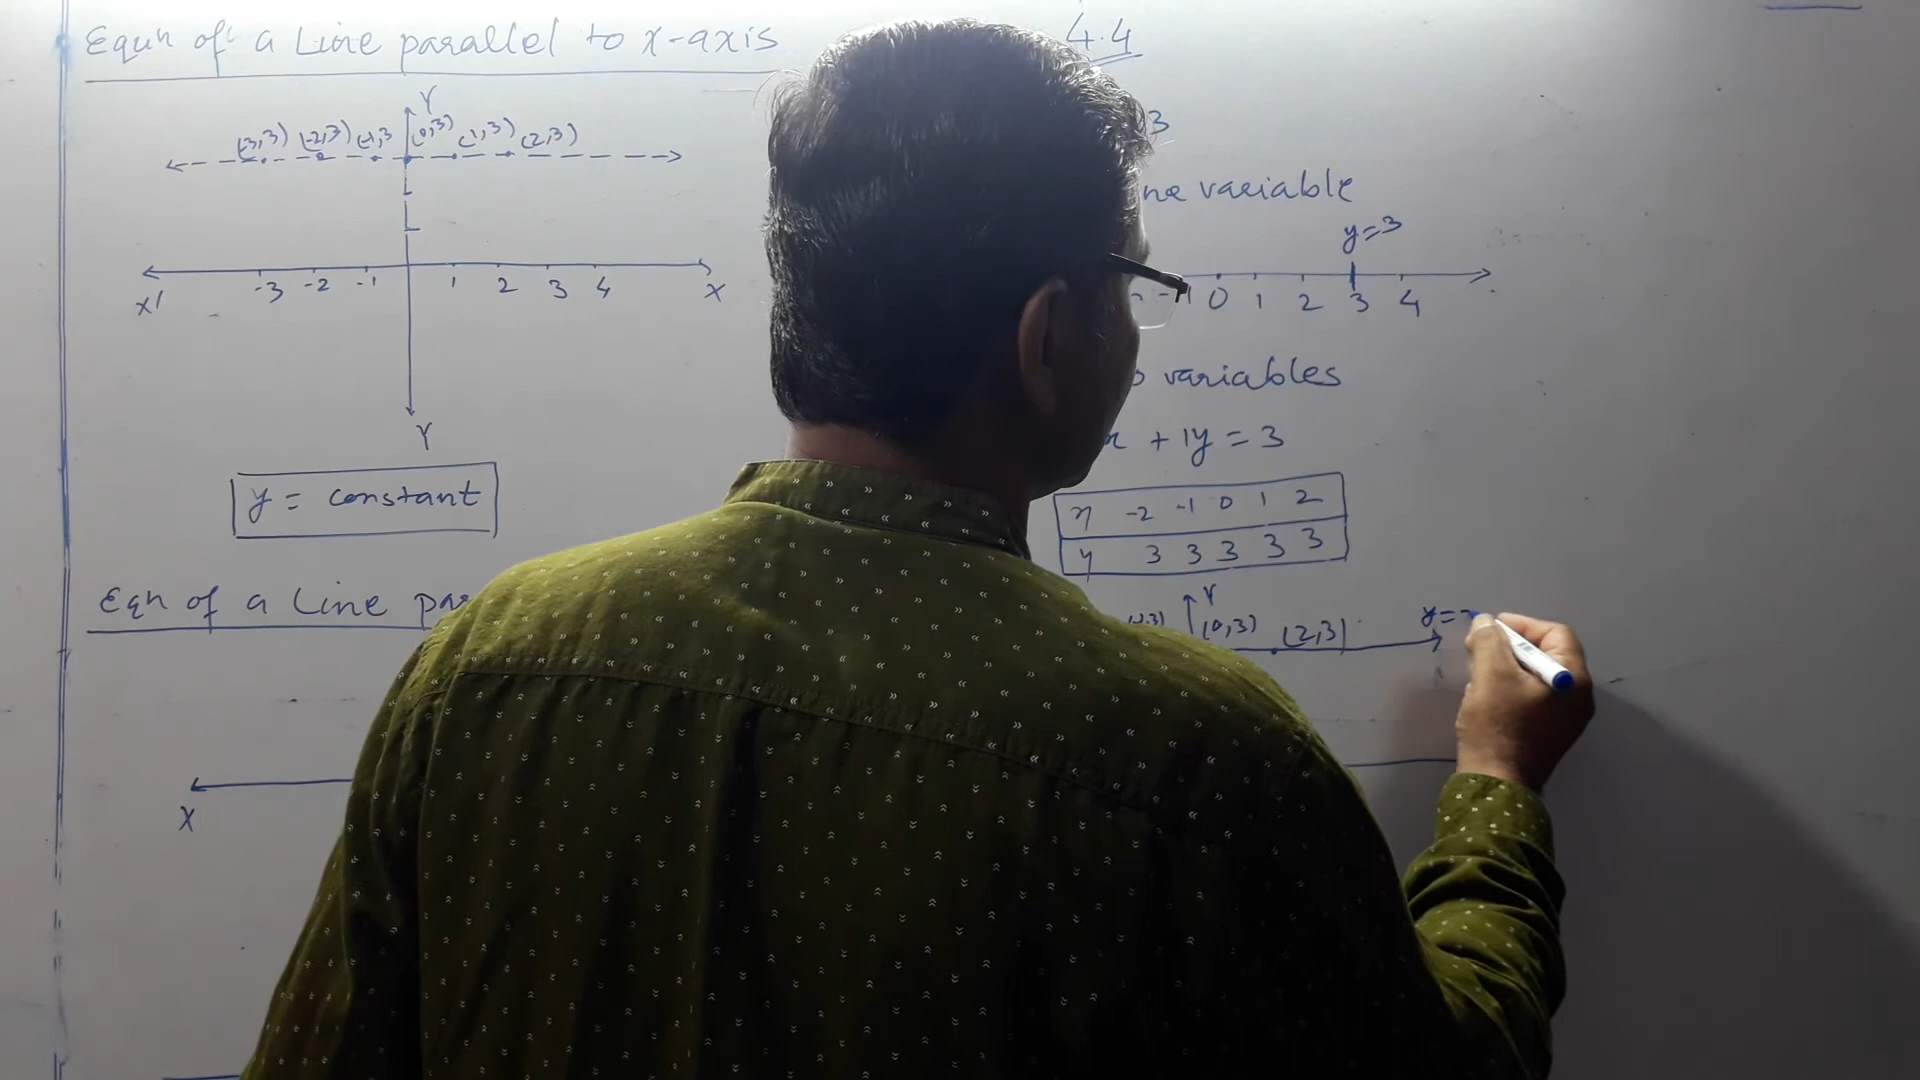 Equn of a Line parallel to x-axis
Y
(-3,3) (-2,3) (-1,3 (0,3) (1,3) (2,3)
-3 -2 -1 1 2 3 4
X' X
Y
y = constant
Eqn of a Line
X
4.4
3
variable
y=3
-1 0 1 2 3 4
variables
+ 1y = 3
x -2 -1 0 1 2
y 3 3 3 3 3
Y
(0,3) (2,3)
y=